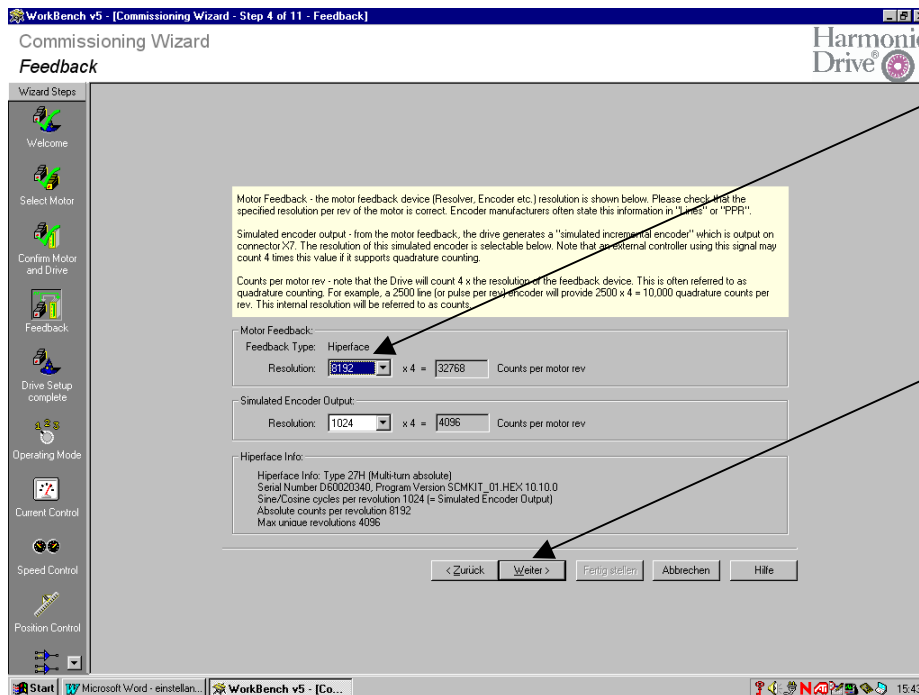 WorkBench v5 - [Commissioning Wizard - Step 4 of 11 - Feedback]
Commissioning Wizard
Feedback
Harmonic
Drive®
Wizard Steps
Welcome
Select Motor
Confirm Motor
and Drive
Feedback
Drive Setup
complete
1 2 3
Operating Mode
Current Control
Speed Control
Position Control
Motor Feedback - the motor feedback device (Resolver, Encoder etc.) resolution is shown below. Please check that the
specified resolution per rev of the motor is correct. Encoder manufacturers often state this information in "Lines" or "PPR".
Simulated encoder output - from the motor feedback, the drive generates a "simulated incremental encoder" which is output on
connector X7. The resolution of this simulated encoder is selectable below. Note that an external controller using this signal may
count 4 times this value if it supports quadrature counting.
Counts per motor rev - note that the Drive will count 4 x the resolution of the feedback device. This is often referred to as
quadrature counting. For example, a 2500 line (or pulse per rev) encoder will provide 2500 x 4 = 10,000 quadrature counts per
rev. This internal resolution will be referred to as counts.
Motor Feedback:
Feedback Type: Hiperface
Resolution: 8192 x 4 = 32768 Counts per motor rev
Simulated Encoder Output:
Resolution: 1024 x 4 = 4096 Counts per motor rev
Hiperface Info:
Hiperface Info: Type 27H (Multi-turn absolute)
Serial Number D60020340, Program Version SCMKIT_01.HEX 10.10.0
Sine/Cosine cycles per revolution 1024 (= Simulated Encoder Output)
Absolute counts per revolution 8192
Max unique revolutions 4096
< Zurück Weiter > Fertig stellen Abbrechen Hilfe
Start Microsoft Word - einstellan... WorkBench v5 - [Co... 15:43